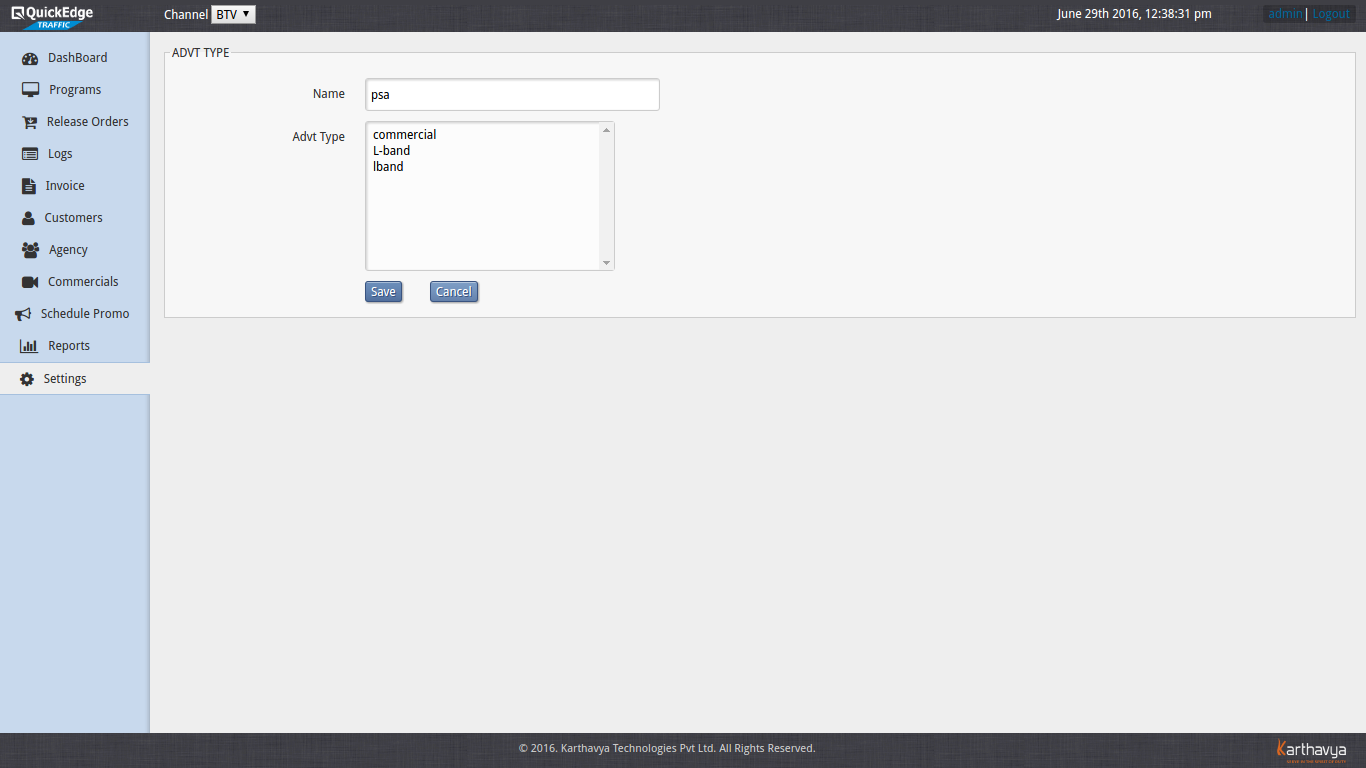 QuickEdge
TRAFFIC
Channel BTV
June 29th 2016, 12:38:31 pm
admin | Logout
DashBoard
Programs
Release Orders
Logs
Invoice
Customers
Agency
Commercials
Schedule Promo
Reports
Settings
ADVT TYPE
Name psa
Advt Type
commercial
L-band
lband
Save Cancel
© 2016. Karthavya Technologies Pvt Ltd. All Rights Reserved.
Karthavya